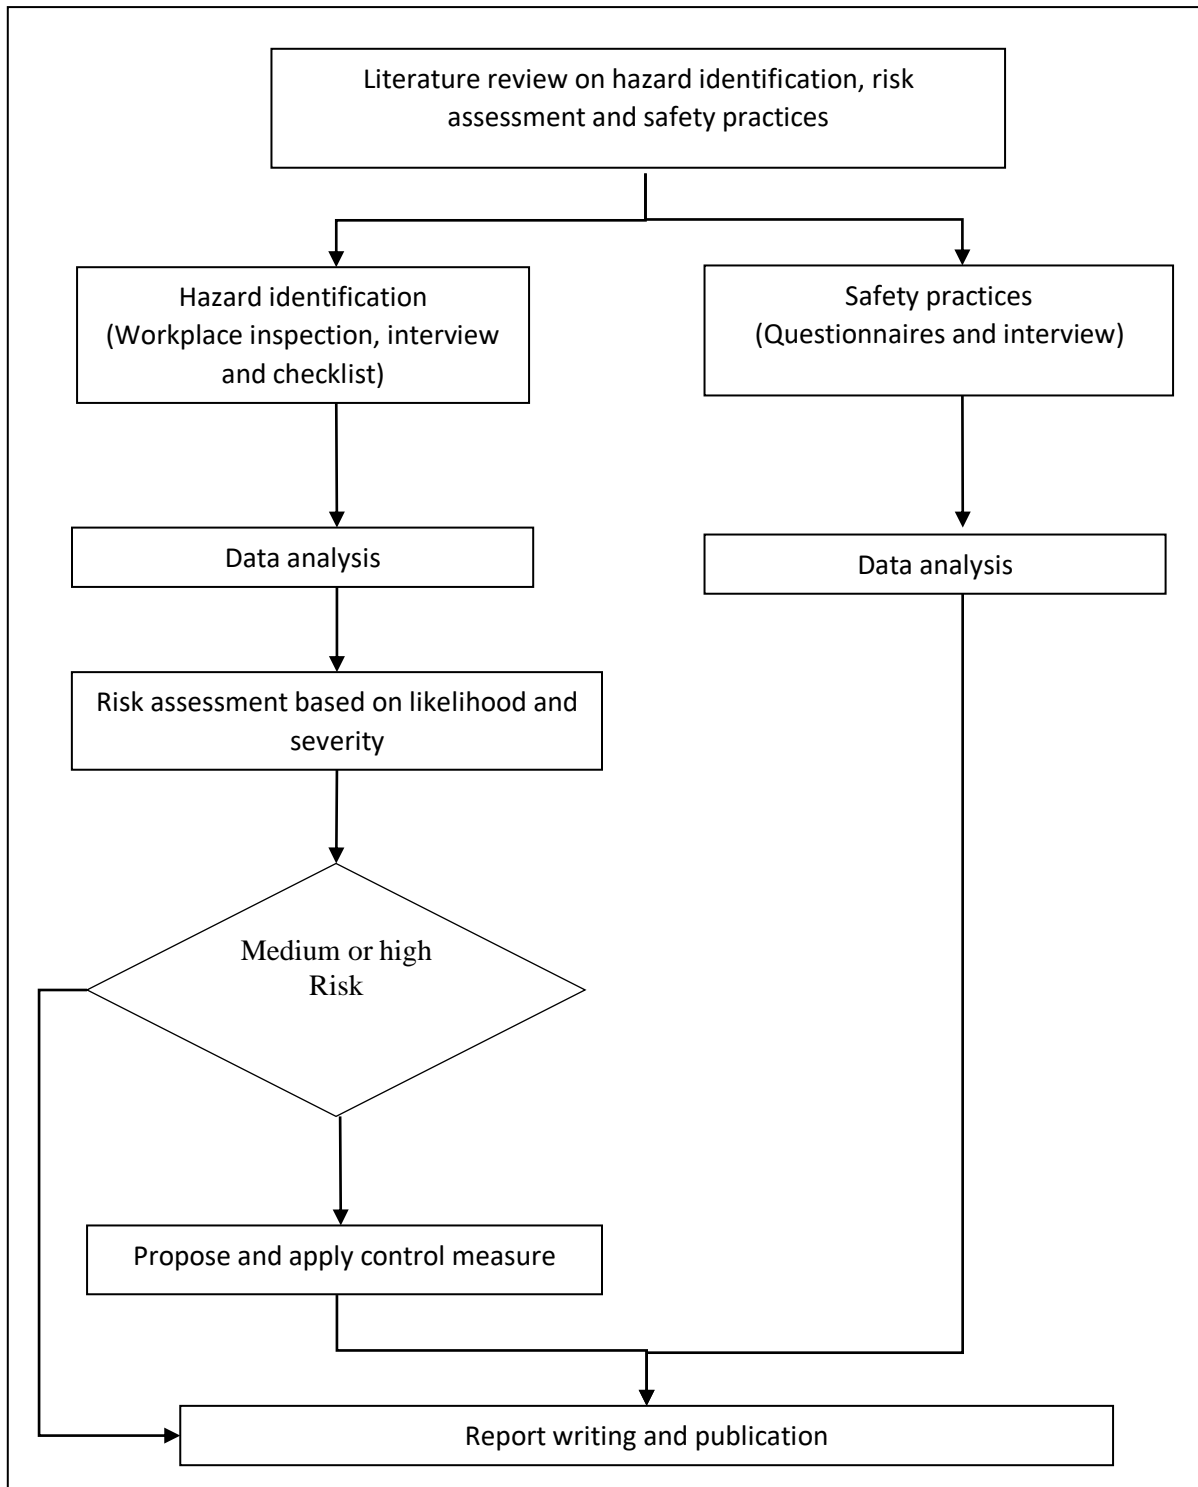 Literature review on hazard identification, risk
assessment and safety practices
Hazard identification
(Workplace inspection, interview
and checklist)
Safety practices
(Questionnaires and interview)
Data analysis
Data analysis
Risk assessment based on likelihood and
severity
Medium or high
Risk
Propose and apply control measure
Report writing and publication